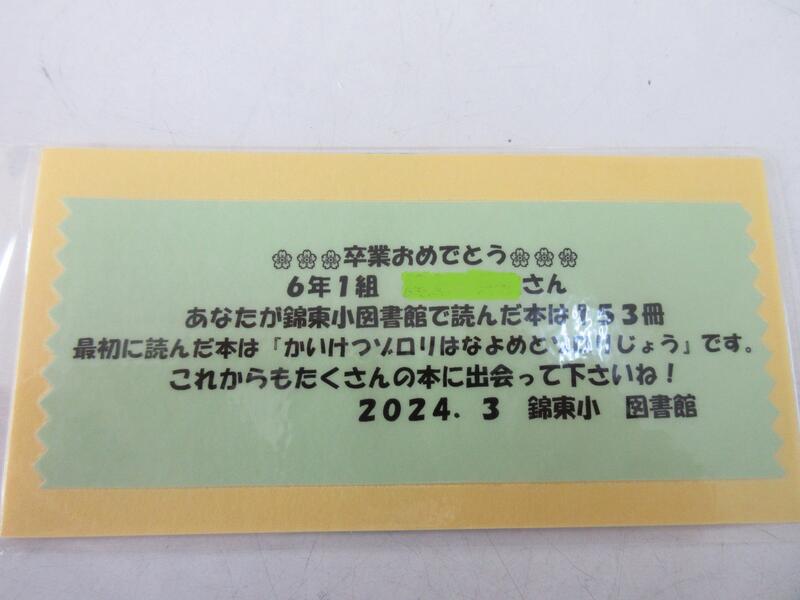 卒業おめでとう
6年1組 さん
あなたが錦東小図書館で読んだ本は153冊
最初に読んだ本は「かいけつゾロリはなよめとゾロリじょう」です。
これからもたくさんの本に出会って下さいね！
2024.3 錦東小 図書館